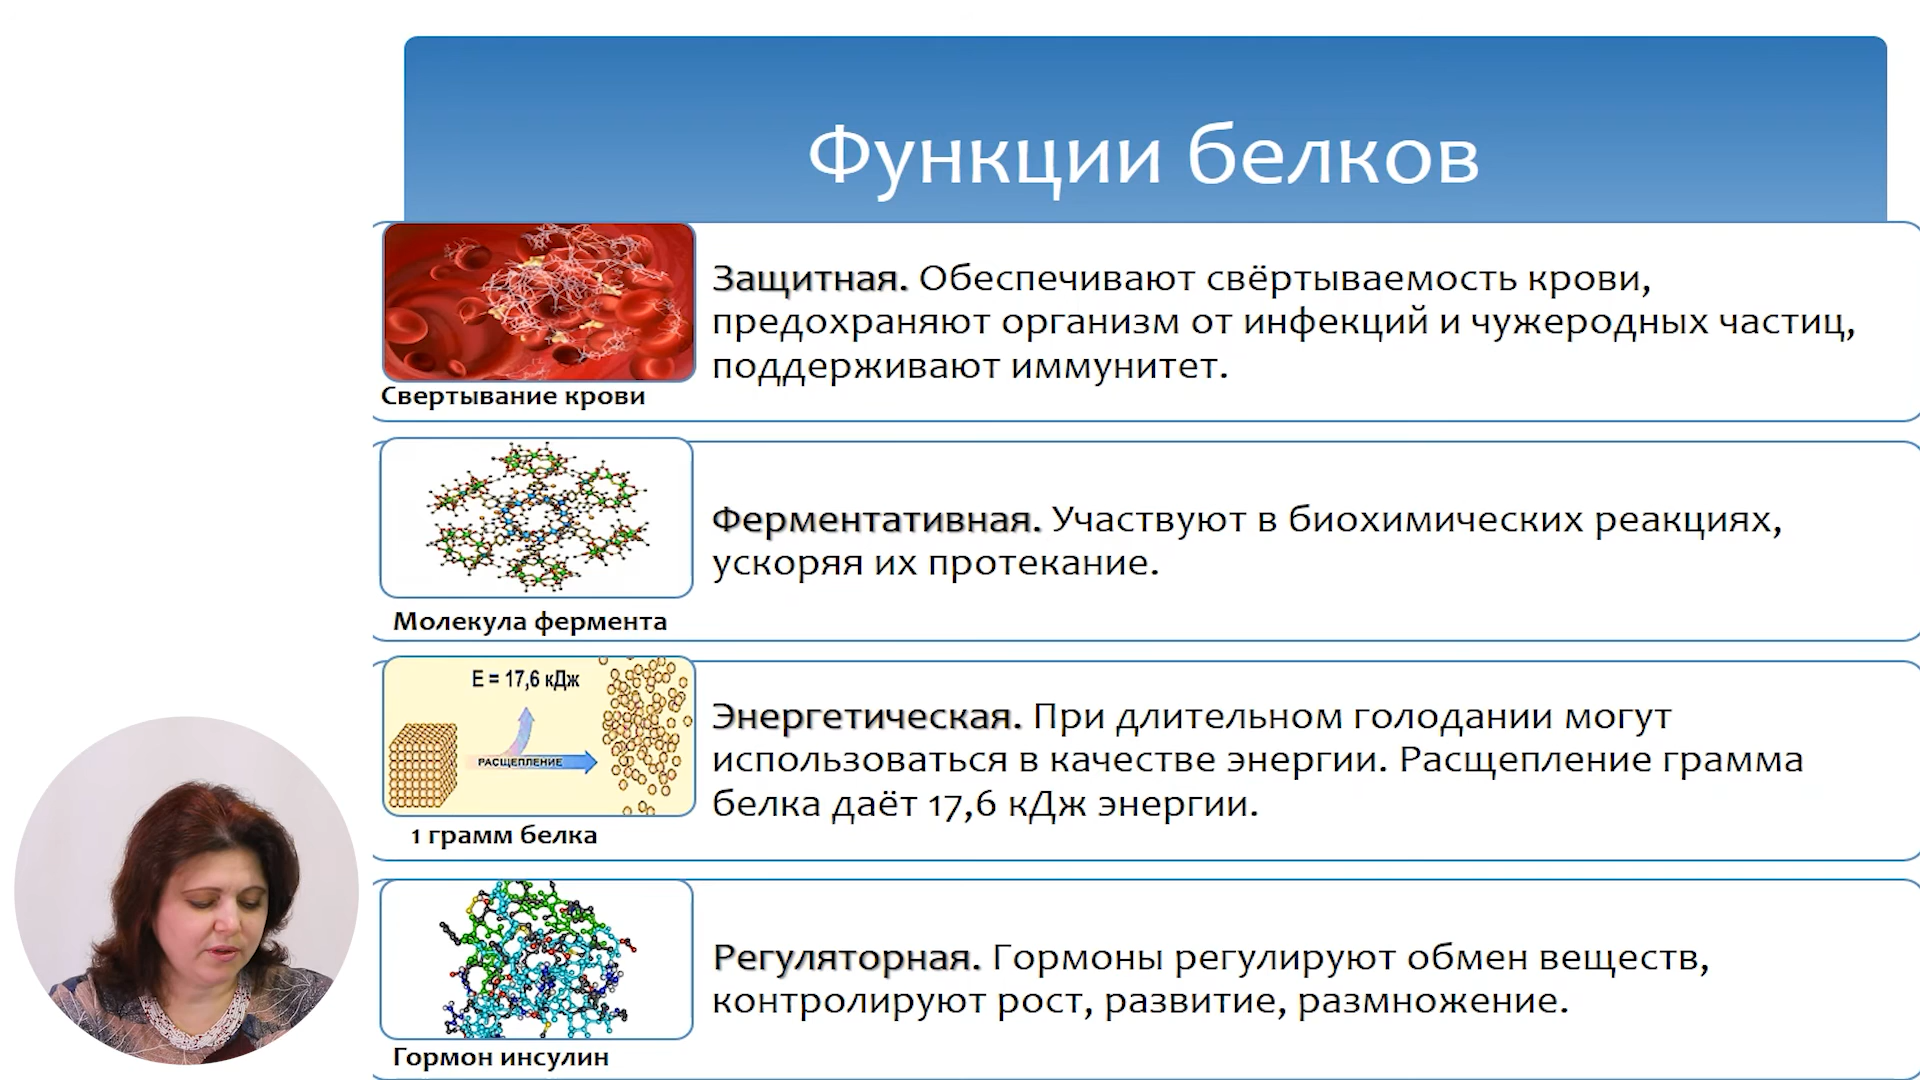 Функции белков
Защитная. Обеспечивают свёртываемость крови,
предохраняют организм от инфекций и чужеродных частиц,
поддерживают иммунитет.
Свертывание крови
Ферментативная. Участвуют в биохимических реакциях,
ускоряя их протекание.
Молекула фермента
E = 17,6 кДж
РАСЩЕПЛЕНИЕ
Энергетическая. При длительном голодании могут
использоваться в качестве энергии. Расщепление грамма
белка даёт 17,6 кДж энергии.
1 грамм белка
Регуляторная. Гормоны регулируют обмен веществ,
контролируют рост, развитие, размножение.
Гормон инсулин